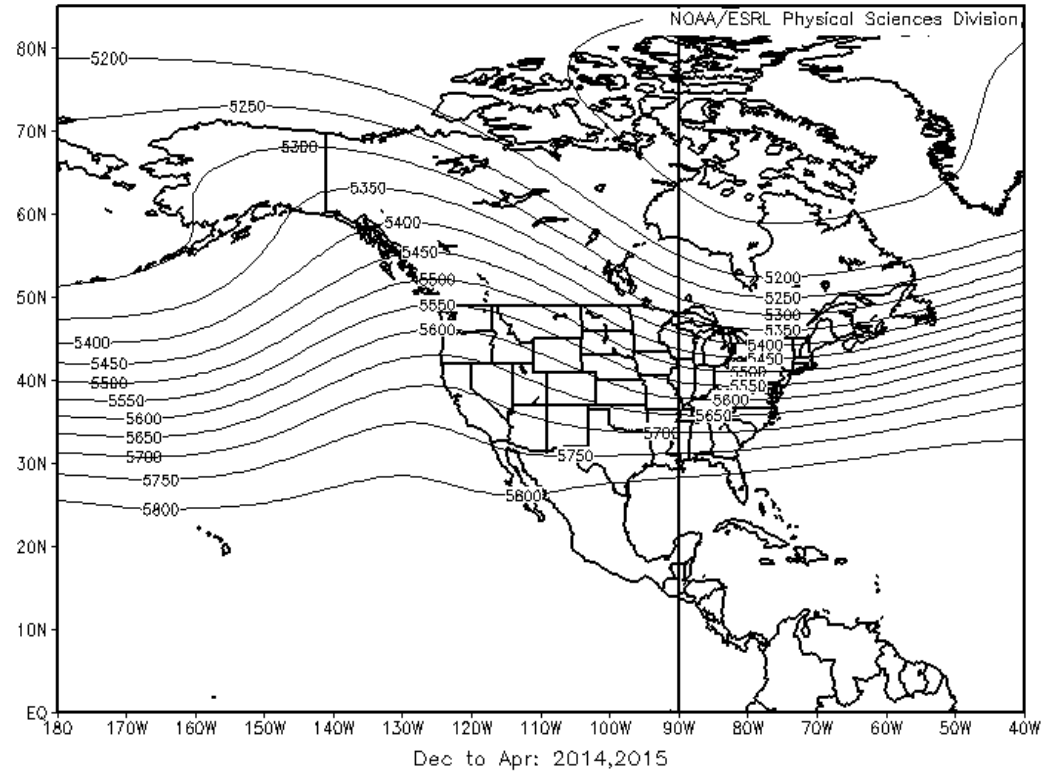 NOAA/ESRL Physical Sciences Division
80N
5200
5250
70N
5300
5350
60N
5400
5450
5200
5500
50N 5250
5550
5300
5600 5350
5400 5400
5450 5450
5500
40N 5500
5550
5550 5600
5600 5650
5650 5700
5700 5750
30N
5750
5800
5800
20N
10N
EQ
180 170W 160W 150W 140W 130W 120W 110W 100W 90W 80W 70W 60W 50W 40W
Dec to Apr: 2014,2015